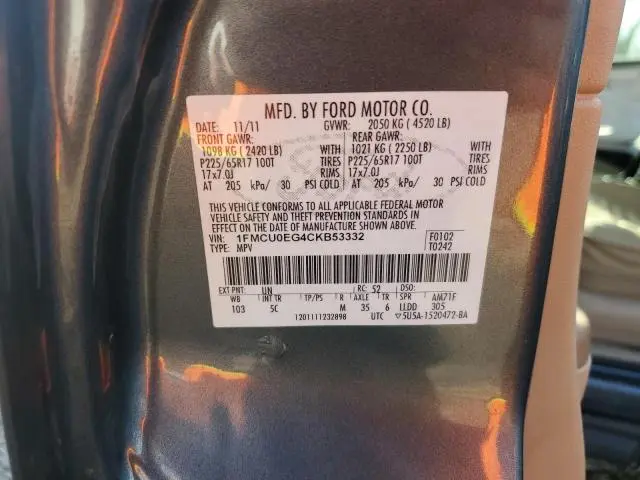 MFD. BY FORD MOTOR CO.
DATE: 11/11 GVWR: 2050 KG ( 4520 LB)
FRONT GAWR: REAR GAWR:
1098 KG ( 2420 LB) WITH 1021 KG ( 2250 LB) WITH
P225/65R17 100T TIRES P225/65R17 100T TIRES
17x7.0J RIMS 17x7.0J RIMS
AT 205 kPa/ 30 PSI COLD AT 205 kPa/ 30 PSI COLD
THIS VEHICLE CONFORMS TO ALL APPLICABLE FEDERAL MOTOR
VEHICLE SAFETY AND THEFT PREVENTION STANDARDS IN
EFFECT ON THE DATE OF MANUFACTURE SHOWN ABOVE.
VIN: 1FMCU0EG4CKB53332 F0102
TYPE: MPV T0242
EXT PNT: UN RC: 52 DSO:
WB INT TR TP/PS R AXLE TR SPR AM71F
103 5C M 35 6 LLDD 305
1201111232898 UTC ▽5U5A-1520472-BA